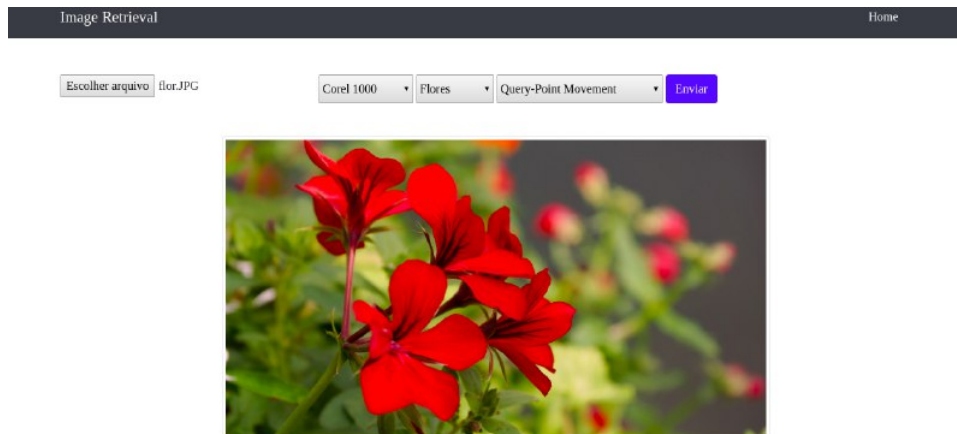 Image Retrieval Home
Escolher arquivo flor.JPG Corel 1000 Flores Query-Point Movement Enviar